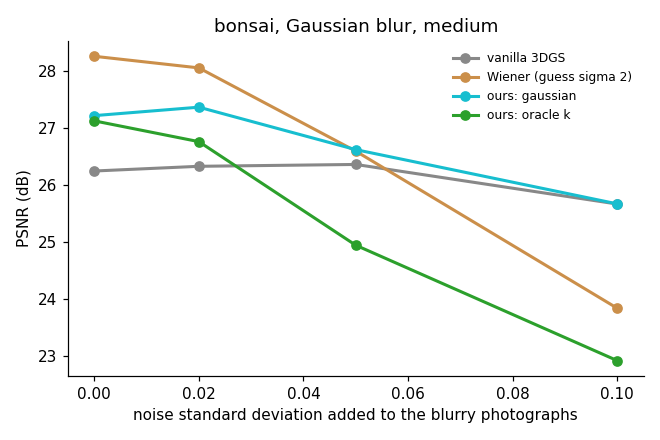 bonsai, Gaussian blur, medium
vanilla 3DGS
Wiener (guess sigma 2)
ours: gaussian
ours: oracle k
PSNR (dB)
28
27
26
25
24
23
0.00 0.02 0.04 0.06 0.08 0.10
noise standard deviation added to the blurry photographs